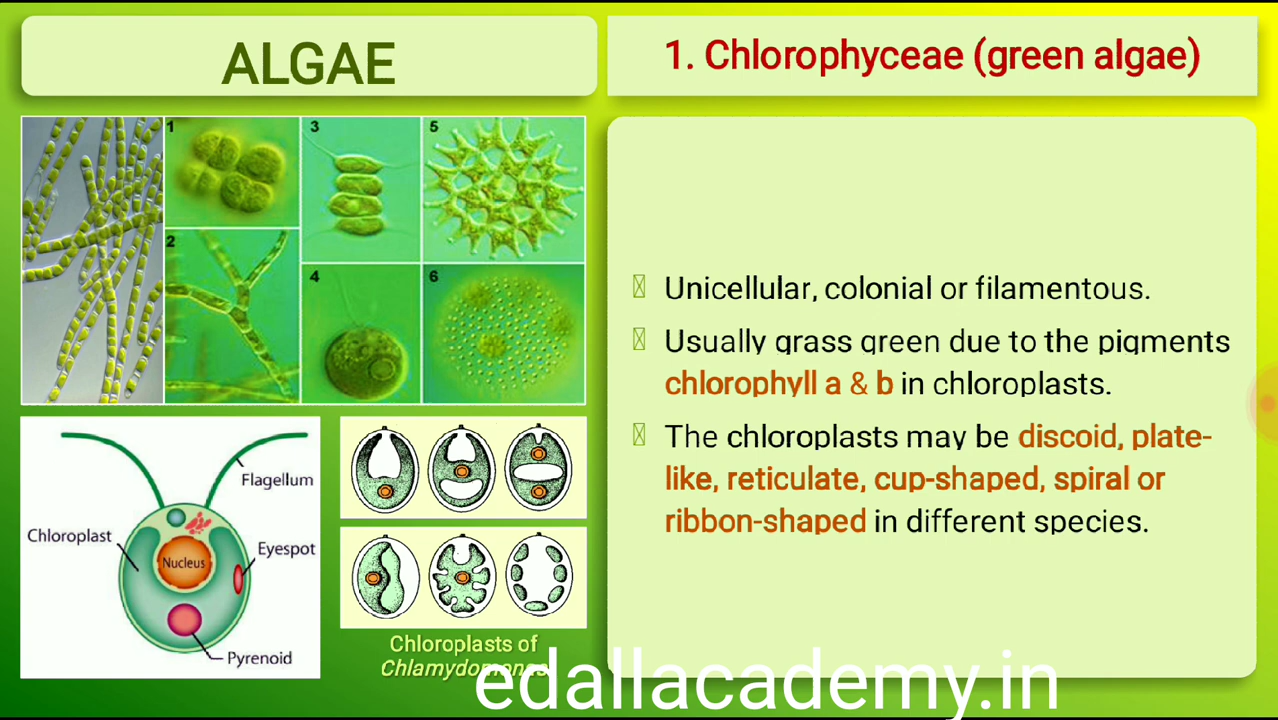 ALGAE
1. Chlorophyceae (green algae)
1
2
3
4
5
6
Flagellum
Chloroplast
Eyespot
Nucleus
Pyrenoid
Chloroplasts of
Chlamydomonas
Unicellular, colonial or filamentous.
Usually grass green due to the pigments
chlorophyll a & b in chloroplasts.
The chloroplasts may be discoid, plate-
like, reticulate, cup-shaped, spiral or
ribbon-shaped in different species.
edallacademy.in